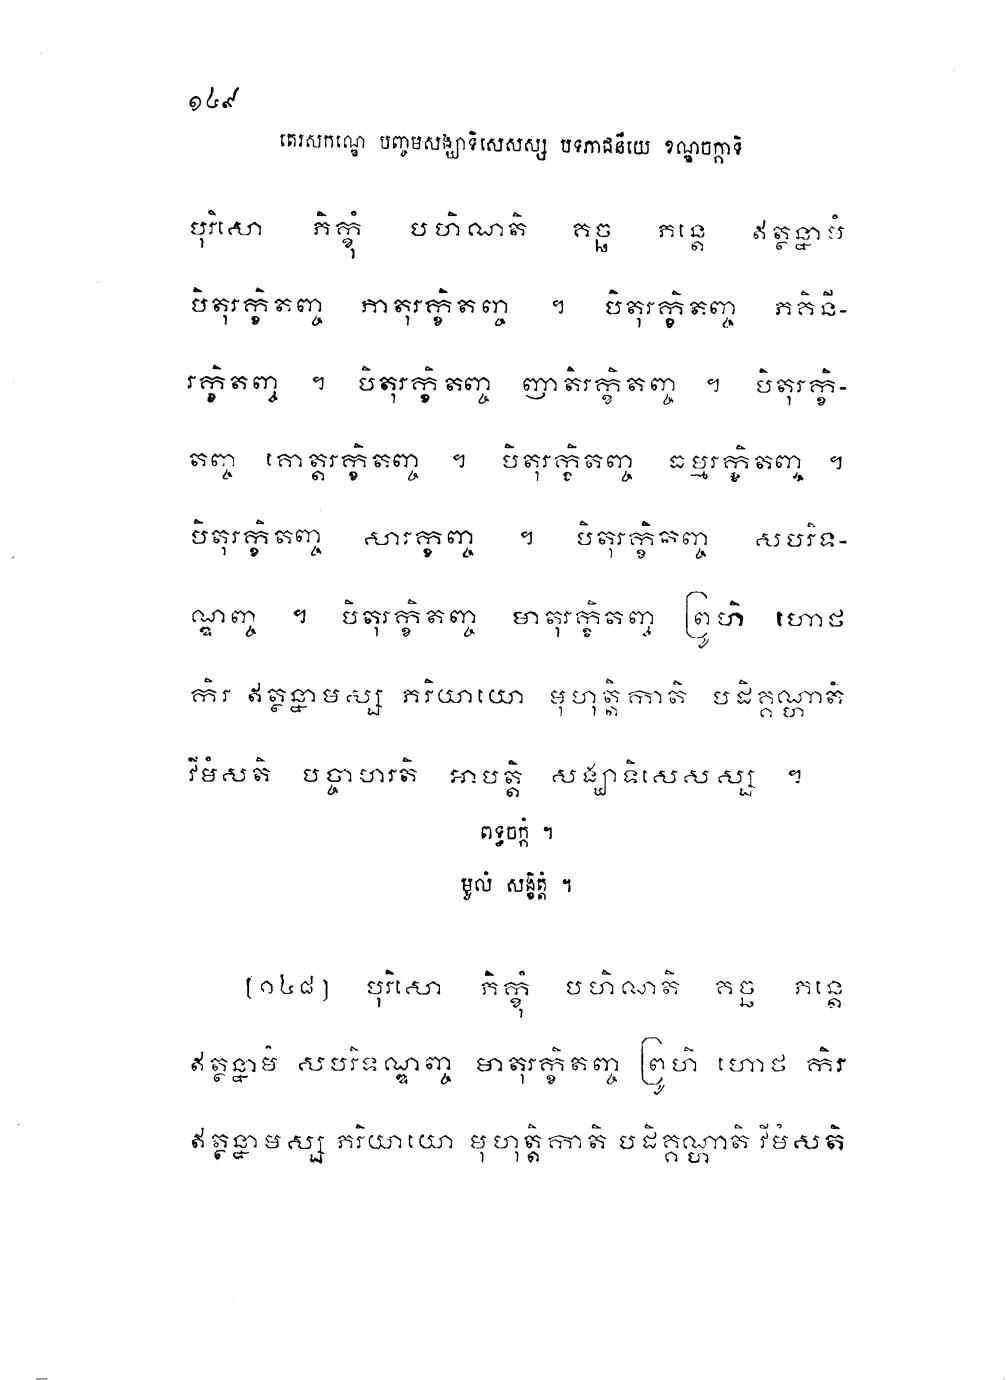 ១៤៩
តេរសកណ្ឌេ បញ្ចមសង្ឃាទិសេសស្ស បទភាជនីយេ ខណ្ឌចក្កាទិ
បុរិសោ ភិក្ខុំ បហិណតិ គច្ឆ ភន្តេ ឥត្ថន្នាមំ
បិតុរក្ខិតញ្ច ភាតុរក្ខិតញ្ច ។ បិតុរក្ខិតញ្ច ភគិនី-
រក្ខិតញ្ច ។ បិតុរក្ខិតញ្ច ញាតិរក្ខិតញ្ច ។ បិតុរក្ខិ-
តញ្ច គោត្តរក្ខិតញ្ច ។ បិតុរក្ខិតញ្ច ធម្មរក្ខិតញ្ច ។
បិតុរក្ខិតញ្ច សារក្ខញ្ច ។ បិតុរក្ខិតញ្ច សបរិទ-
ណ្ឌញ្ច ។ បិតុរក្ខិតញ្ច មាតុរក្ខិតញ្ច ព្រូហិ ហោថ
កិរ ឥត្ថន្នាមស្ស ភរិយាយោ មុហុត្តិកាតិ បដិគ្គណ្ហាតិ
វីមំសតិ បច្ចាហរតិ អាបត្តិ សង្ឃាទិសេសស្ស ។
ពទ្ធចក្កំ ។
មូលំ សង្ខិត្តំ ។
[១៤៨] បុរិសោ ភិក្ខុំ បហិណតិ គច្ឆ ភន្តេ
ឥត្ថន្នាមំ សបរិទណ្ឌញ្ច មាតុរក្ខិតញ្ច ព្រូហិ ហោថ កិរ
ឥត្ថន្នាមស្ស ភរិយាយោ មុហុត្តិកាតិ បដិគ្គណ្ហាតិ វីមំសតិ